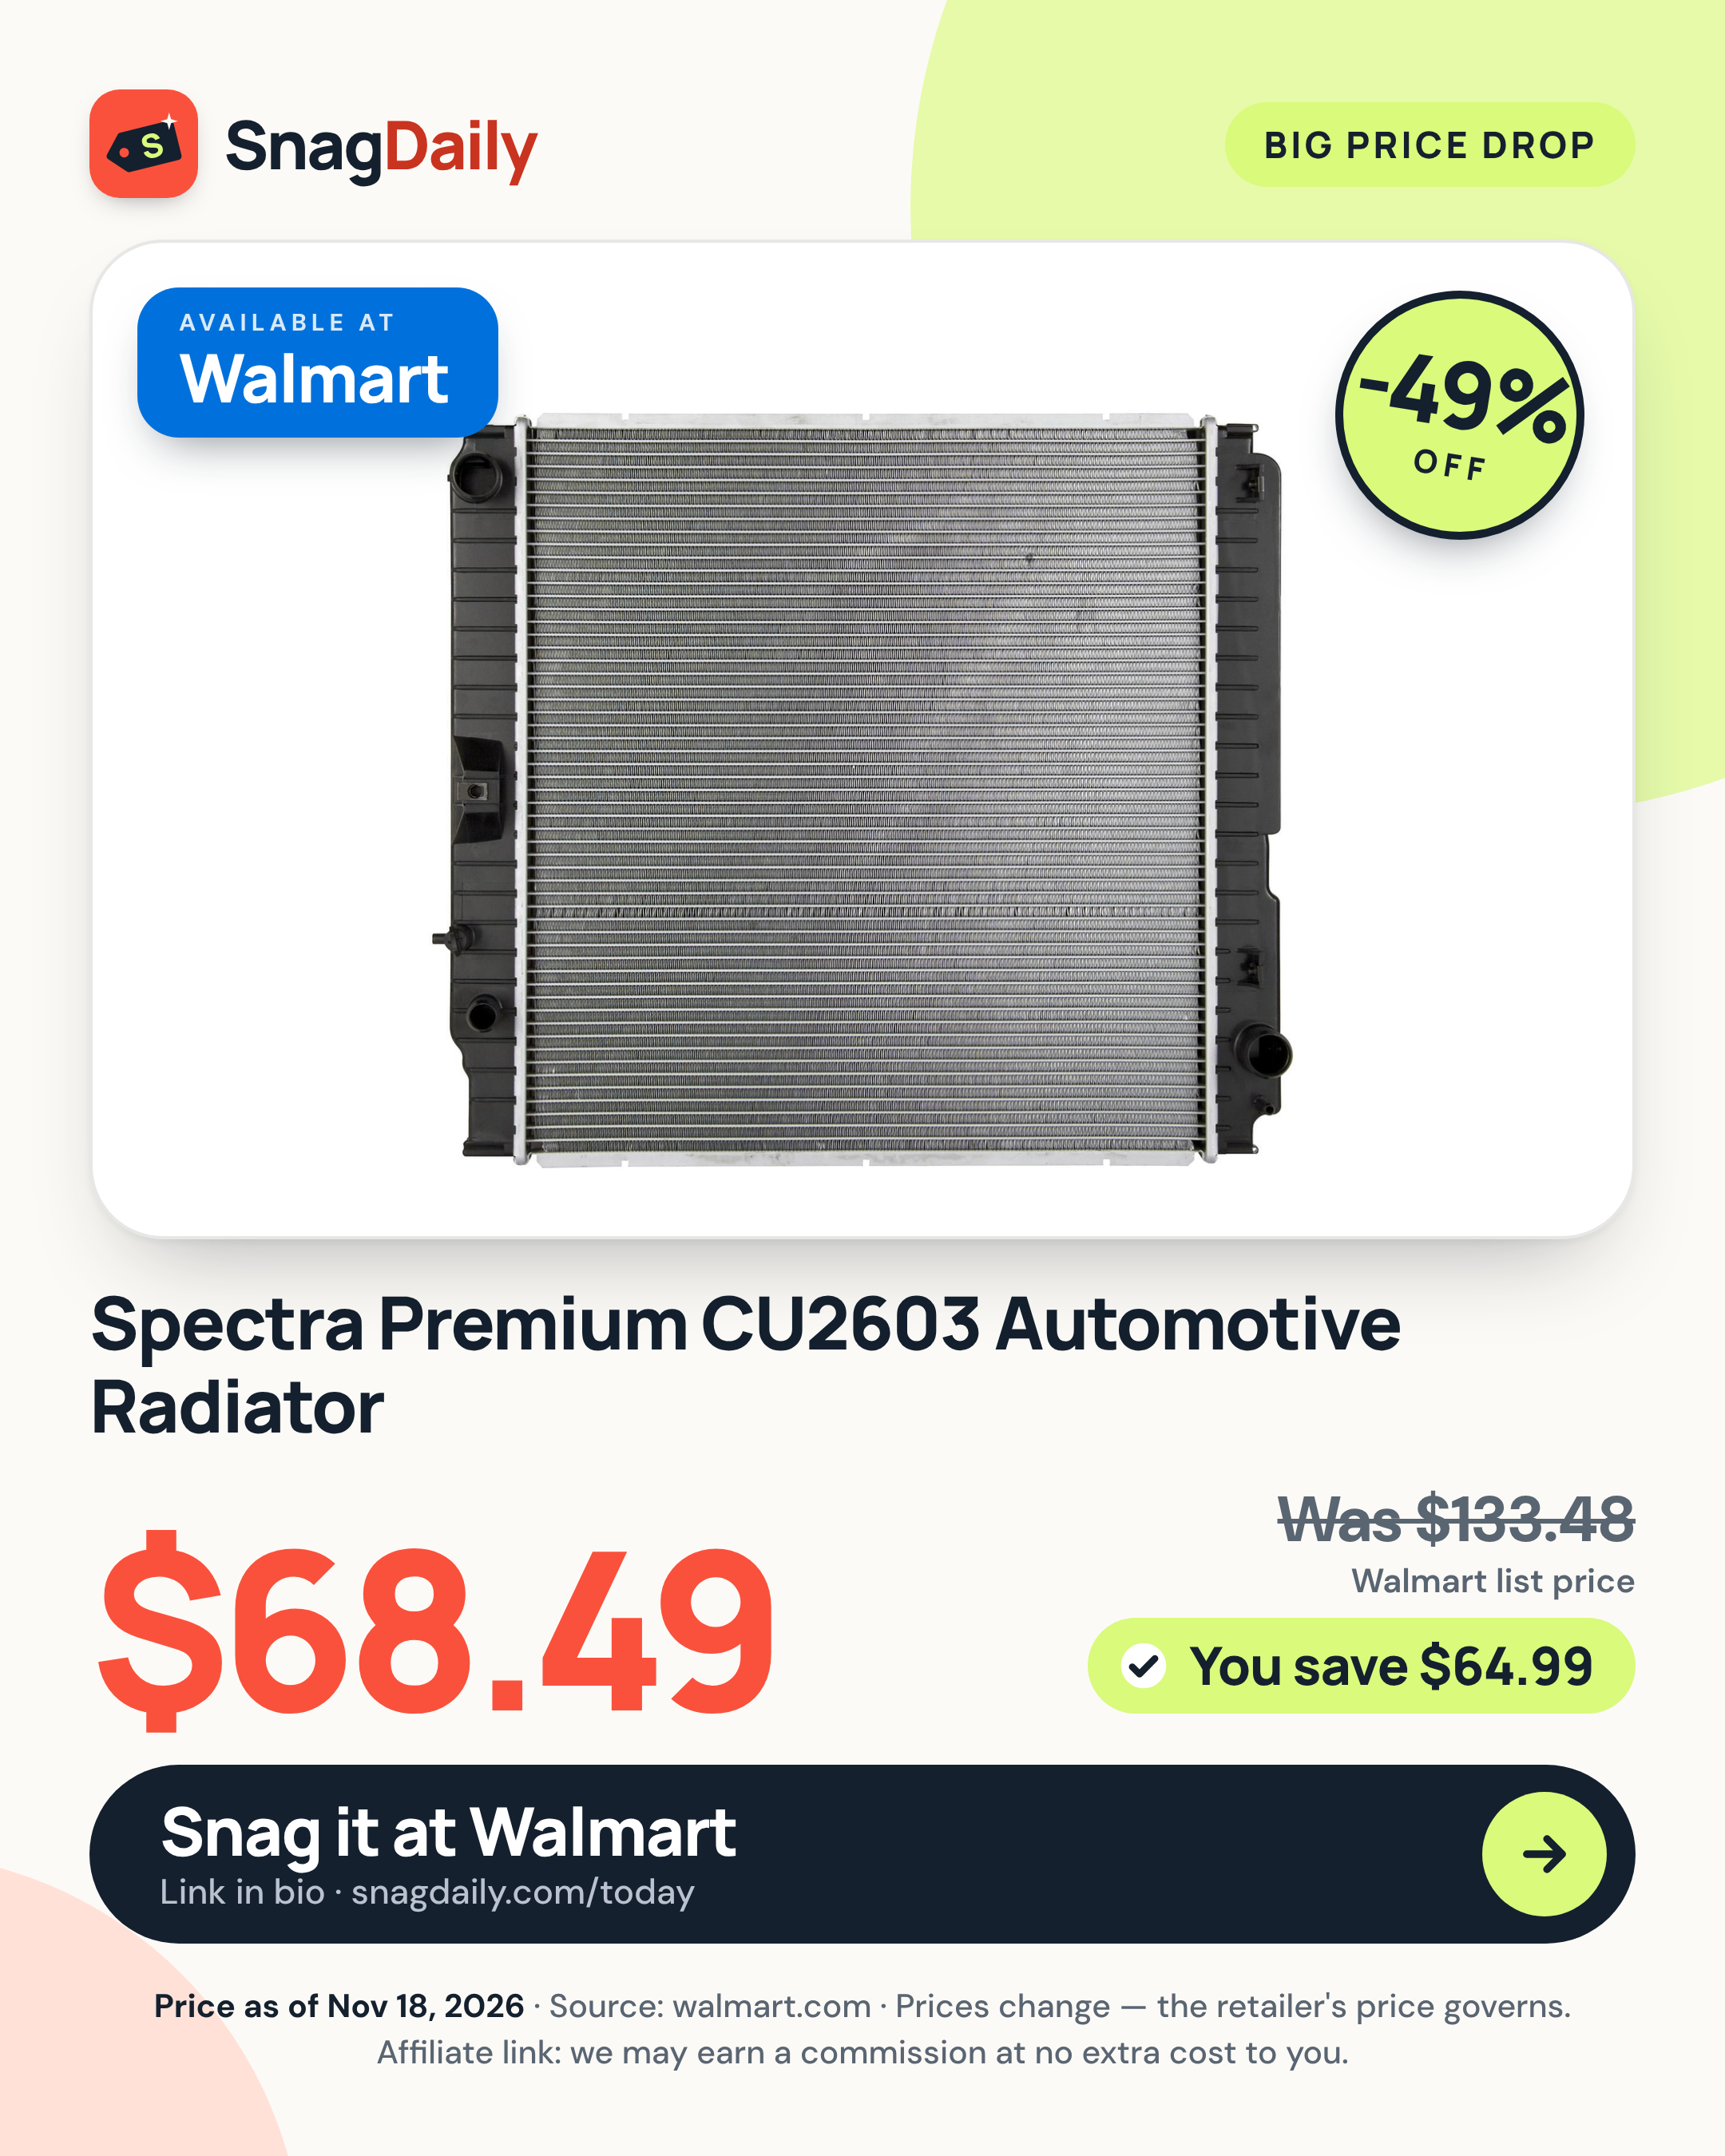 S
SnagDaily
BIG PRICE DROP
AVAILABLE AT
Walmart
-49%
OFF
Spectra Premium CU2603 Automotive
Radiator
Was $133.48
Walmart list price
$68.49
You save $64.99
Snag it at Walmart
Link in bio · snagdaily.com/today
Price as of Nov 18, 2026 · Source: walmart.com · Prices change — the retailer's price governs.
Affiliate link: we may earn a commission at no extra cost to you.